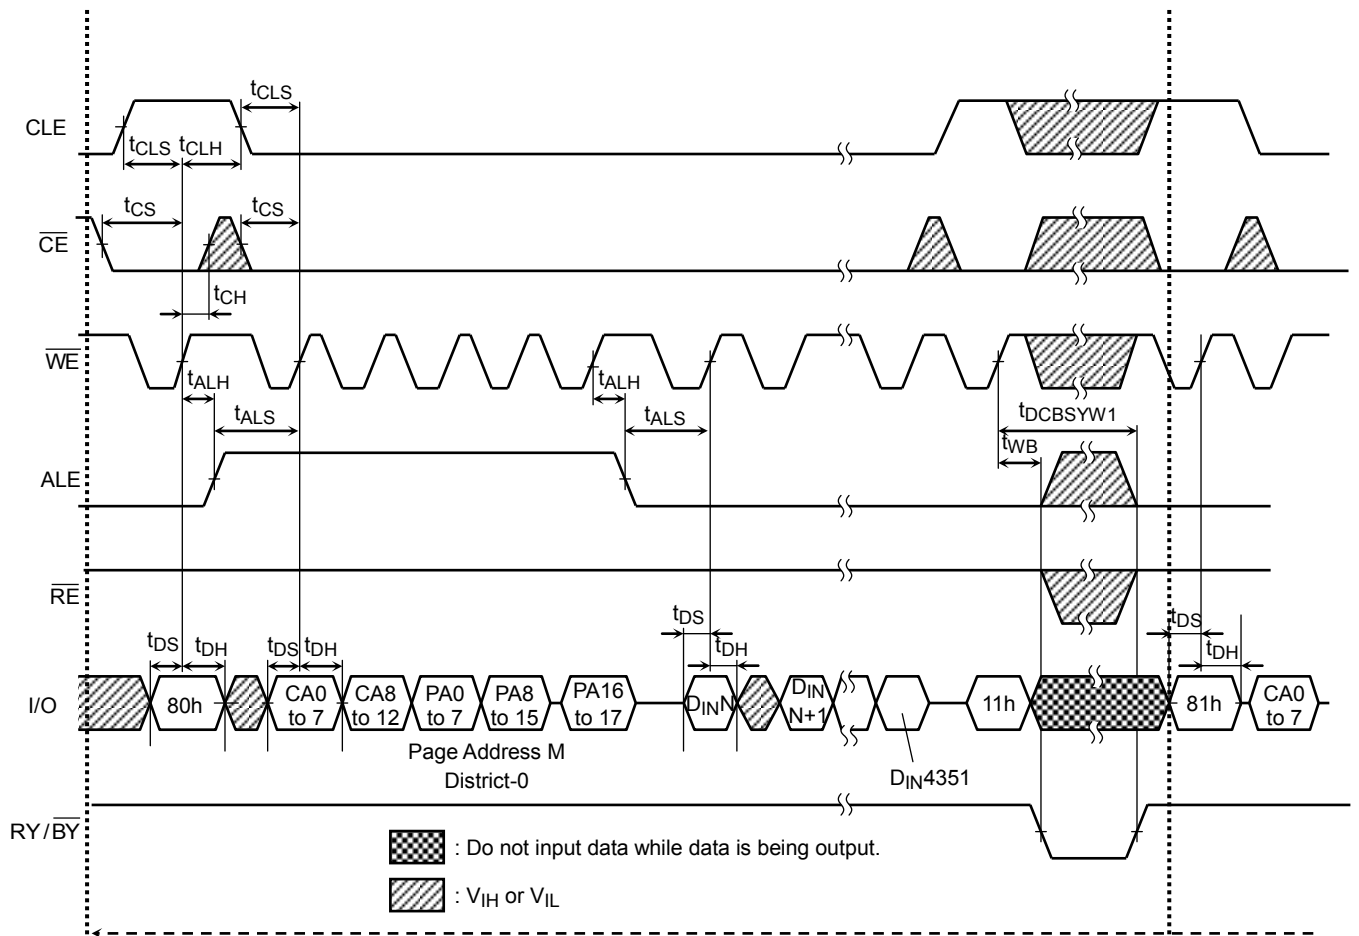 tCLS
CLE
tCLS tCLH
tCS tCS
CE
tCH
WE
tALH tALH
tALS tALS tDCBSYW1
tWB
ALE
RE
tDS tDH tDS tDH tDS tDH tDS tDH
I/O
80h
CA0
to 7
CA8
to 12
PA0
to 7
PA8
to 15
PA16
to 17
DINN
DIN
N+1
11h
81h
CA0
to 7
Page Address M
District-0
DIN4351
RY/BY
: Do not input data while data is being output.
: VIH or VIL